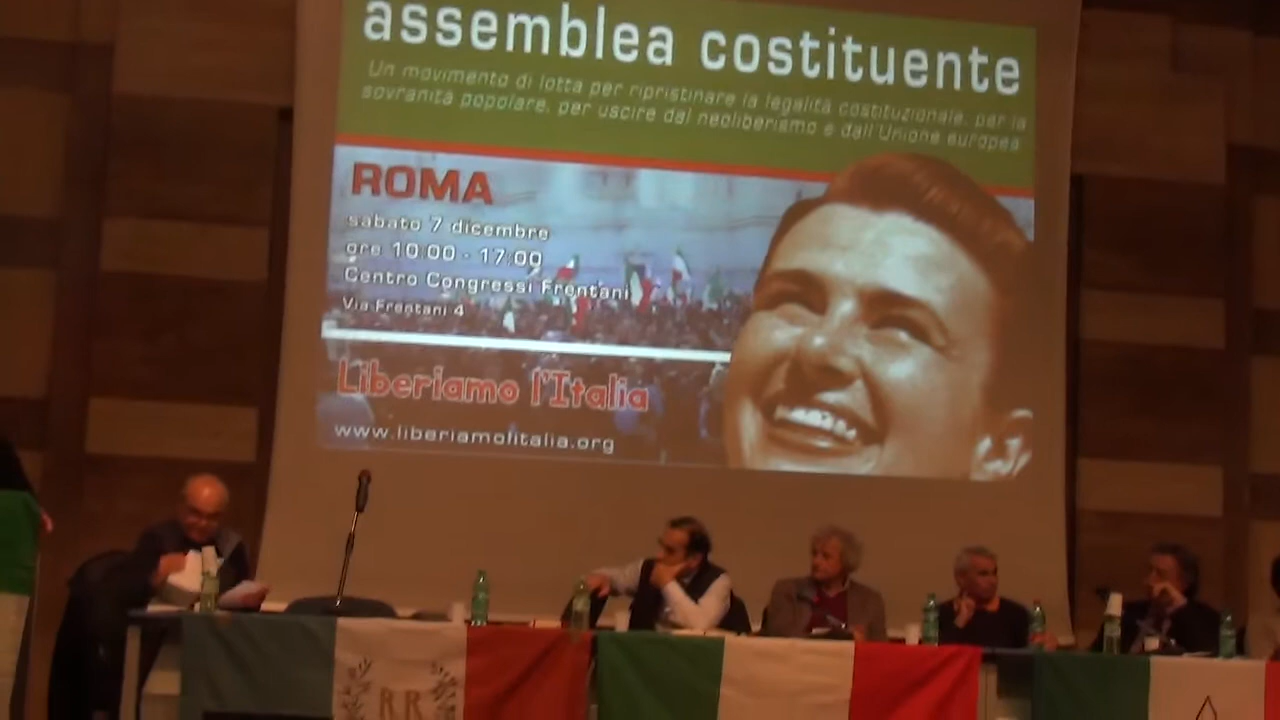 assemblea costituente
Un movimento di lotta per ripristinare la legalità costituzionale, per la
sovranità popolare, per uscire dal neoliberismo e dall'Unione europea
ROMA
sabato 7 dicembre
ore 10:00 - 17:00
Centro Congressi Frentani
Via Frentani 4
Liberiamo l'Italia
www.liberiamolitalia.org
RR